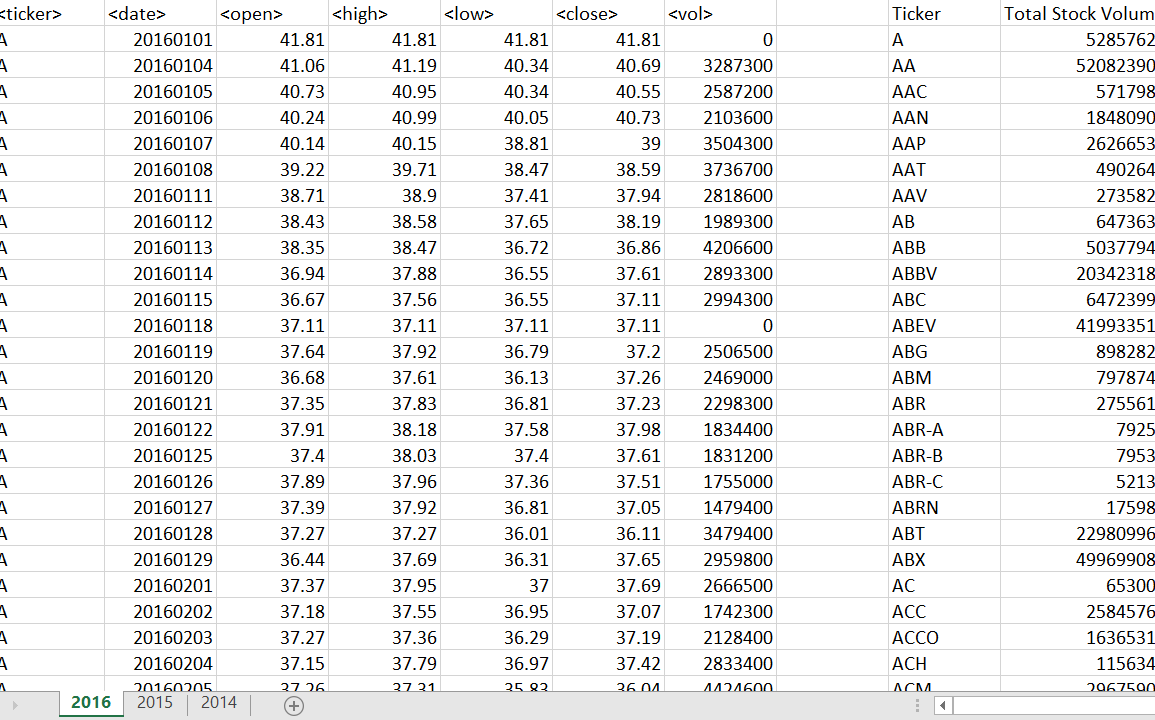 <ticker> <date> <open> <high> <low> <close> <vol> Ticker Total Stock Volum
A 20160101 41.81 41.81 41.81 41.81 0 A 5285762
A 20160104 41.06 41.19 40.34 40.69 3287300 AA 52082390
A 20160105 40.73 40.95 40.34 40.55 2587200 AAC 571798
A 20160106 40.24 40.99 40.05 40.73 2103600 AAN 1848090
A 20160107 40.14 40.15 38.81 39 3504300 AAP 2626653
A 20160108 39.22 39.71 38.47 38.59 3736700 AAT 490264
A 20160111 38.71 38.9 37.41 37.94 2818600 AAV 273582
A 20160112 38.43 38.58 37.65 38.19 1989300 AB 647363
A 20160113 38.35 38.47 36.72 36.86 4206600 ABB 5037794
A 20160114 36.94 37.88 36.55 37.61 2893300 ABBV 20342318
A 20160115 36.67 37.56 36.55 37.11 2994300 ABC 6472399
A 20160118 37.11 37.11 37.11 37.11 0 ABEV 41993351
A 20160119 37.64 37.92 36.79 37.2 2506500 ABG 898282
A 20160120 36.68 37.61 36.13 37.26 2469000 ABM 797874
A 20160121 37.35 37.83 36.81 37.23 2298300 ABR 275561
A 20160122 37.91 38.18 37.58 37.98 1834400 ABR-A 7925
A 20160125 37.4 38.03 37.4 37.61 1831200 ABR-B 7953
A 20160126 37.89 37.96 37.36 37.51 1755000 ABR-C 5213
A 20160127 37.39 37.92 36.81 37.05 1479400 ABRN 17598
A 20160128 37.27 37.27 36.01 36.11 3479400 ABT 22980996
A 20160129 36.44 37.69 36.31 37.65 2959800 ABX 49969908
A 20160201 37.37 37.95 37 37.69 2666500 AC 65300
A 20160202 37.18 37.55 36.95 37.07 1742300 ACC 2584576
A 20160203 37.27 37.36 36.29 37.19 2128400 ACCO 1636531
A 20160204 37.15 37.79 36.97 37.42 2833400 ACH 115634
A 20160205 37.26 37.31 35.83 36.04 4424600 ACM 2967590
2016 2015 2014